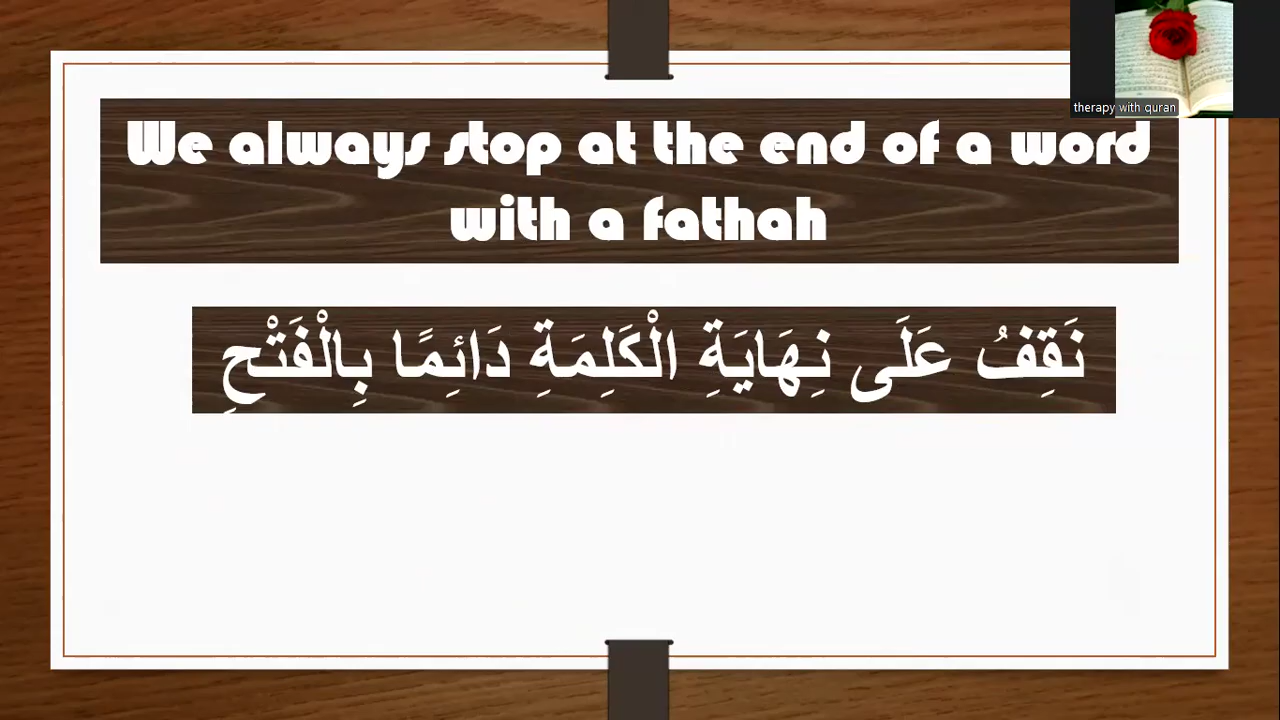 therapy with quran
We always stop at the end of a word
with a fathah
نَقِفُ عَلَى نِهَايَةِ الْكَلِمَةِ دَائِمًا بِالْفَتْحِ